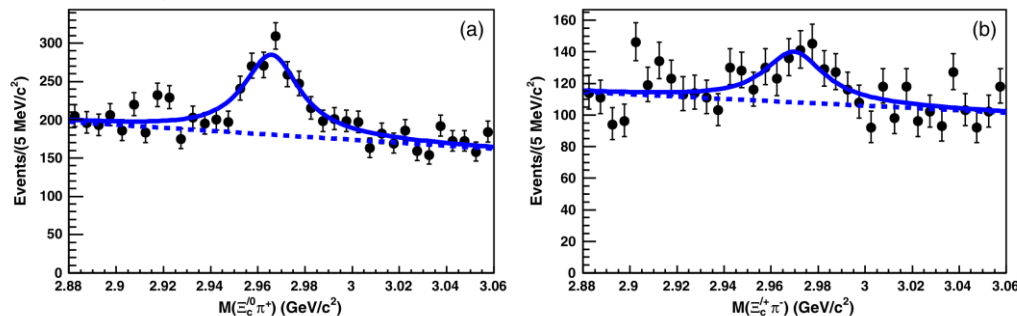 (a)
Events/(5 MeV/c²)
300
250
200
150
100
50
0
2.88 2.9 2.92 2.94 2.96 2.98 3 3.02 3.04 3.06
M(Ξc′⁰π⁺) (GeV/c²)
(b)
Events/(5 MeV/c²)
160
140
120
100
80
60
40
20
0
2.88 2.9 2.92 2.94 2.96 2.98 3 3.02 3.04 3.06
M(Ξc′⁺π⁻) (GeV/c²)